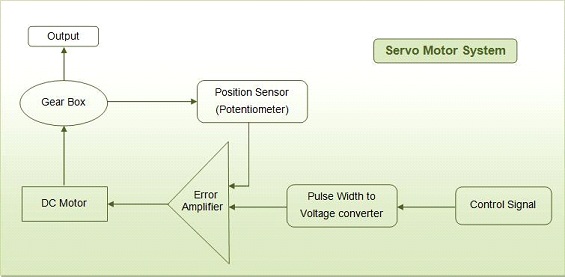 Output
Servo Motor System
Gear Box
Position Sensor
(Potentiometer)
DC Motor
Error
Amplifier
Pulse Width to
Voltage converter
Control Signal